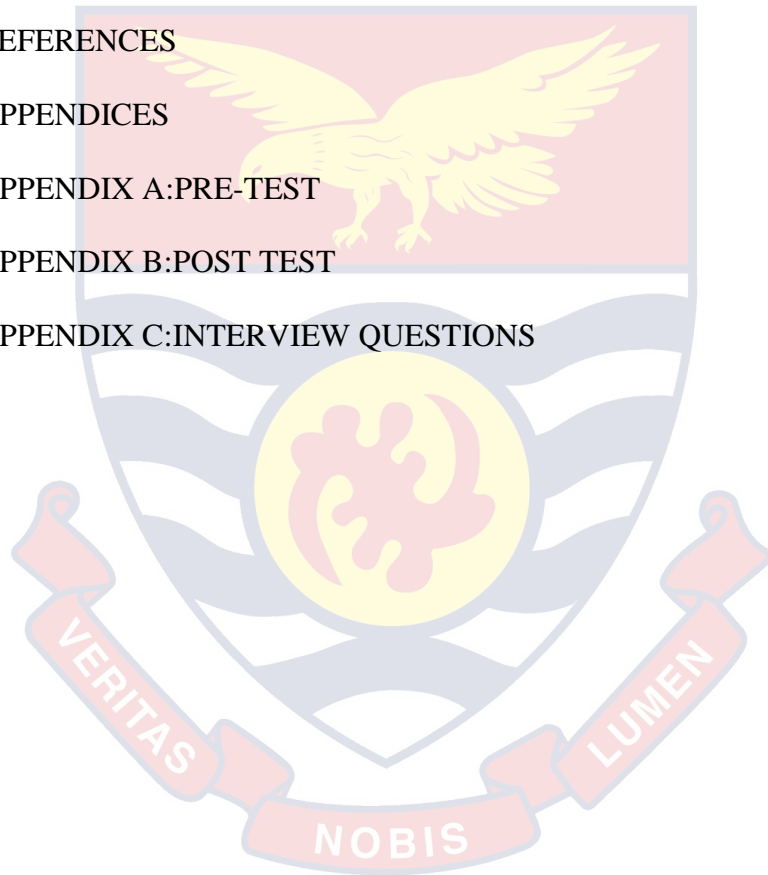 EFERENCES
PPENDICES
PPENDIX A:PRE-TEST
PPENDIX B:POST TEST
PPENDIX C:INTERVIEW QUESTIONS
VERITAS
NOBIS
LUMEN